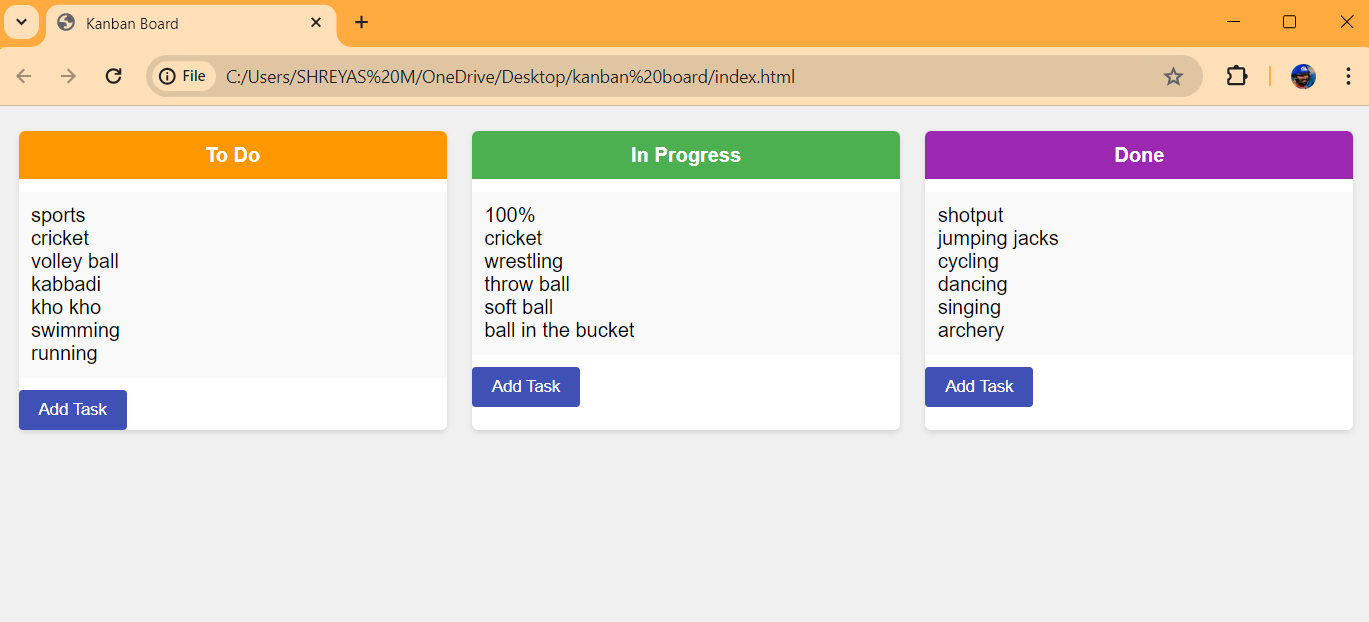 Kanban Board
File
C:/Users/SHREYAS%20M/OneDrive/Desktop/kanban%20board/index.html
To Do
sports
cricket
volley ball
kabbadi
kho kho
swimming
running
Add Task
In Progress
100%
cricket
wrestling
throw ball
soft ball
ball in the bucket
Add Task
Done
shotput
jumping jacks
cycling
dancing
singing
archery
Add Task